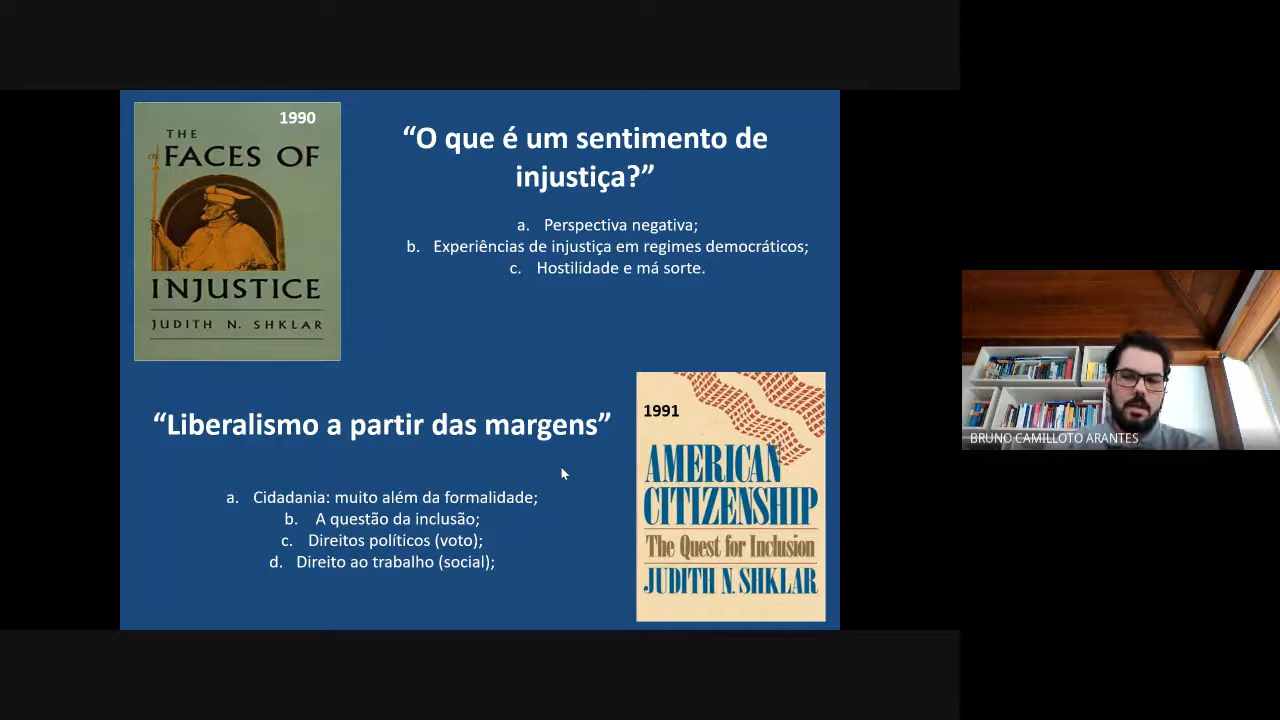 1990
THE
FACES OF
INJUSTICE
JUDITH N. SHKLAR
“O que é um sentimento de
injustiça?”
a. Perspectiva negativa;
b. Experiências de injustiça em regimes democráticos;
c. Hostilidade e má sorte.
“Liberalismo a partir das margens”
a. Cidadania: muito além da formalidade;
b. A questão da inclusão;
c. Direitos políticos (voto);
d. Direito ao trabalho (social);
1991
AMERICAN
CITIZENSHIP
The Quest for Inclusion
JUDITH N. SHKLAR
BRUNO CAMILLOTO ARANTES